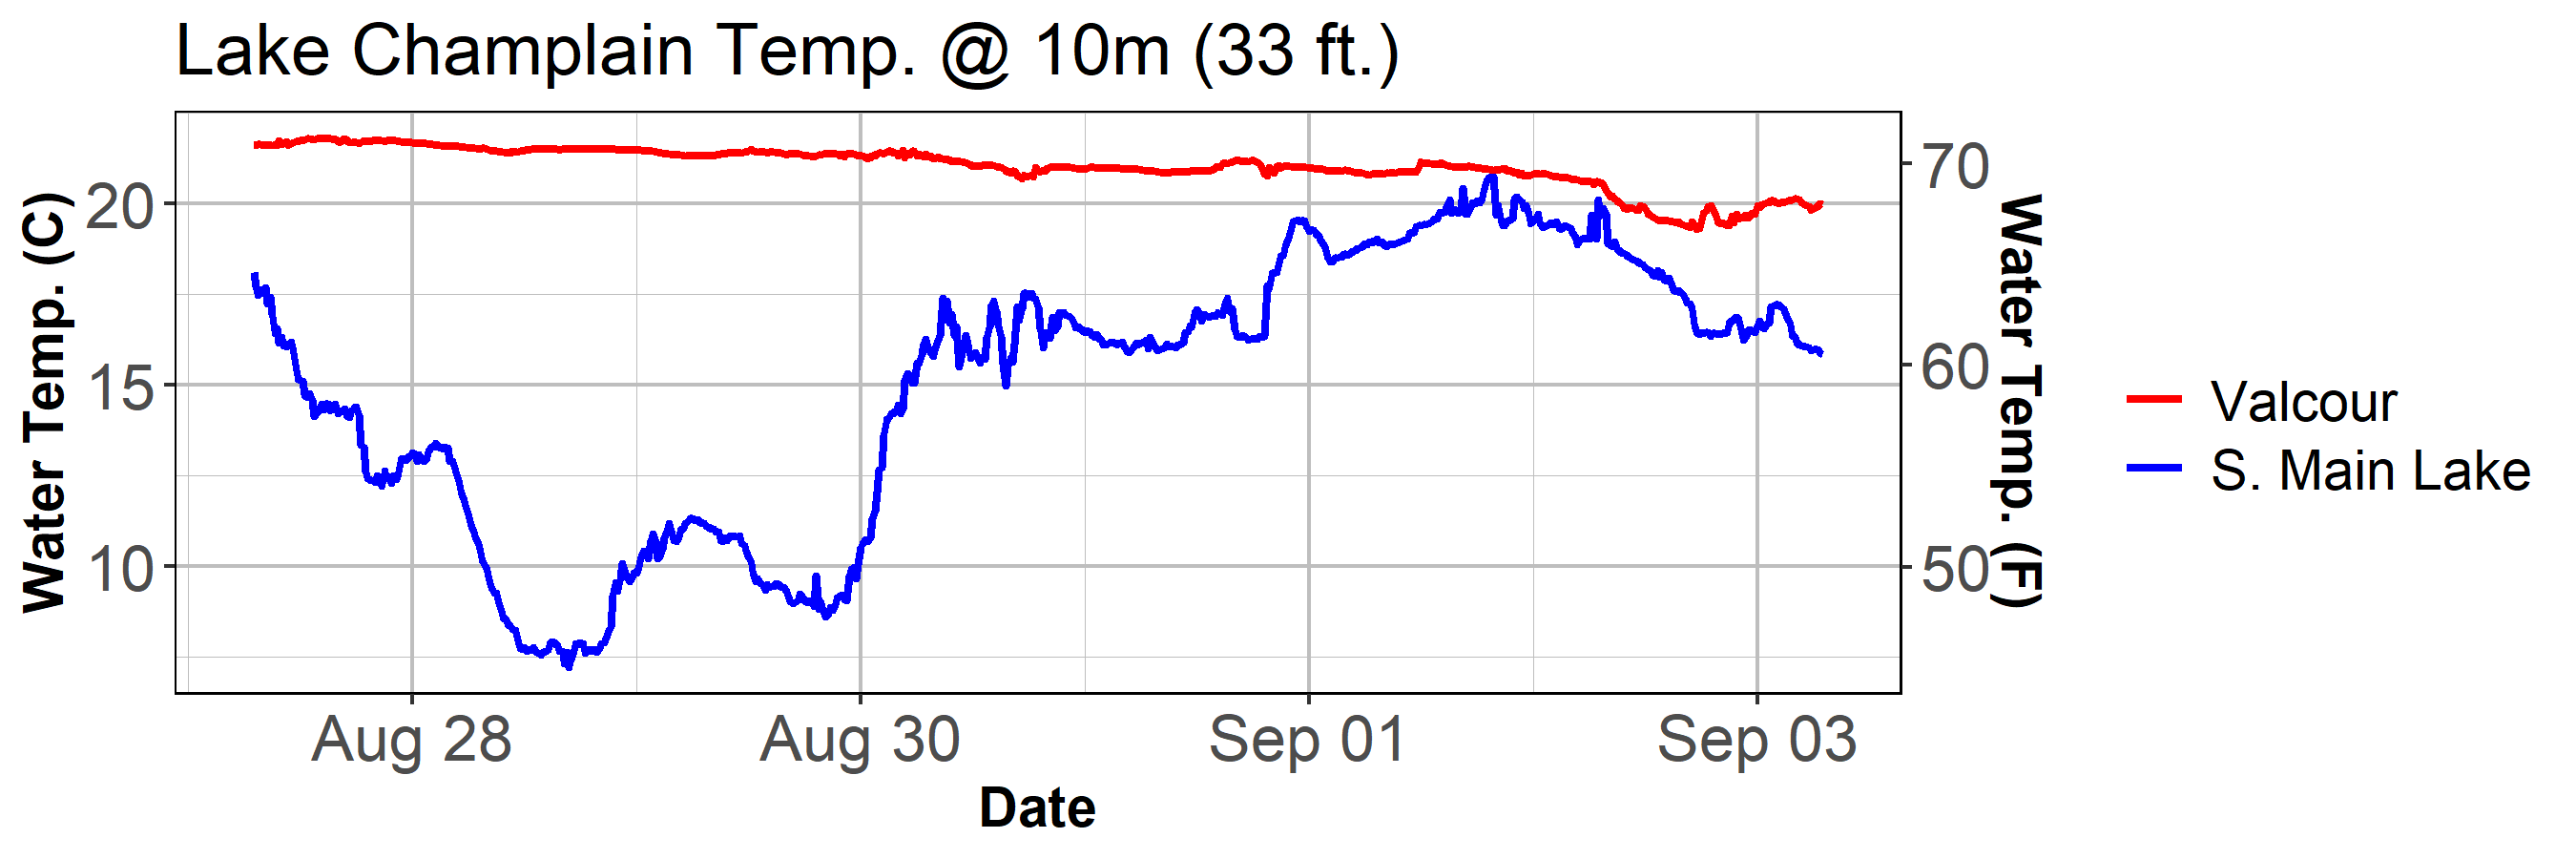 Lake Champlain Temp. @ 10m (33 ft.)
Water Temp. (C)
20
15
10
70
60
50
Water Temp. (F)
Valcour
S. Main Lake
Aug 28
Aug 30
Sep 01
Sep 03
Date